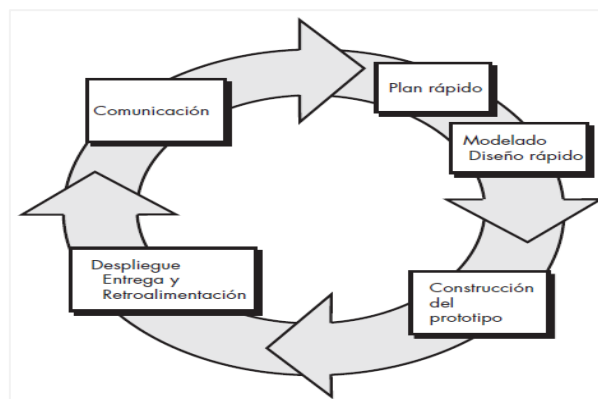 Comunicación
Plan rápido
Modelado
Diseño rápido
Construcción
del
prototipo
Despliegue
Entrega y
Retroalimentación